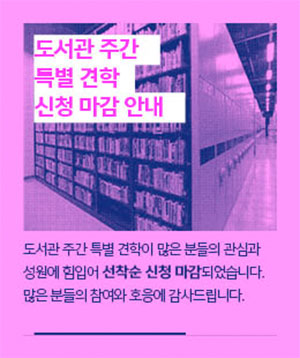 도서관 주간
특별 견학
신청 마감 안내
도서관 주간 특별 견학이 많은 분들의 관심과
성원에 힘입어 선착순 신청 마감되었습니다.
많은 분들의 참여와 호응에 감사드립니다.